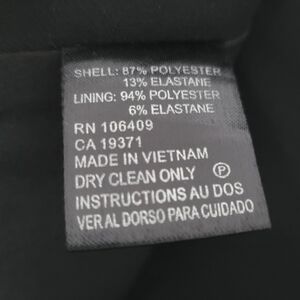 SHELL: 87% POLYESTER
13% ELASTANE
LINING: 94% POLYESTER
6% ELASTANE
RN 106409
CA 19371
MADE IN VIETNAM
DRY CLEAN ONLY P
INSTRUCTIONS AU DOS
VER AL DORSO PARA CUIDADO